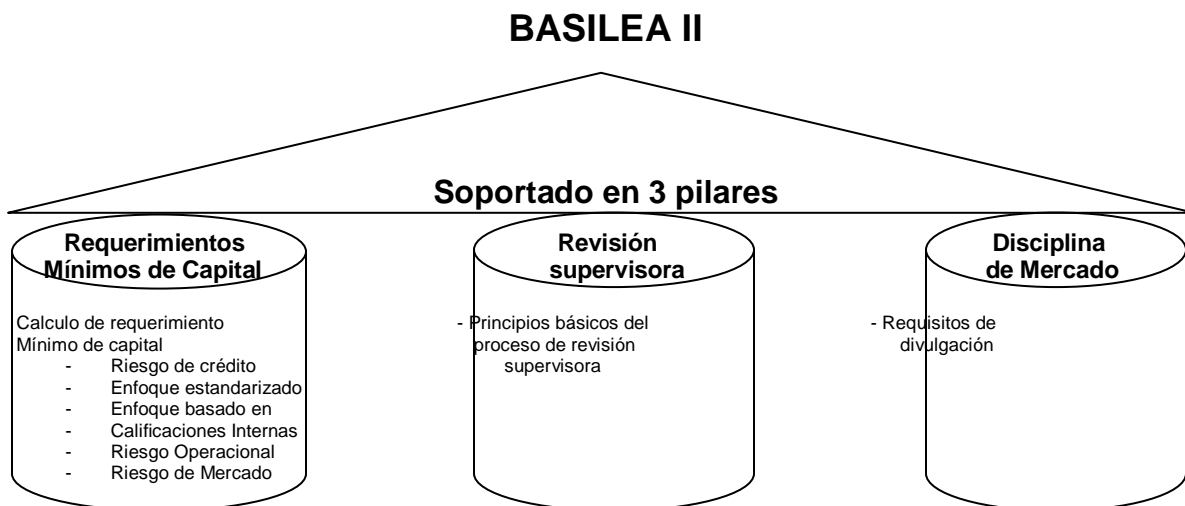 BASILEA II
Soportado en 3 pilares
Requerimientos
Mínimos de Capital
Calculo de requerimiento
Mínimo de capital
- Riesgo de crédito
- Enfoque estandarizado
- Enfoque basado en
- Calificaciones Internas
- Riesgo Operacional
- Riesgo de Mercado
Revisión
supervisora
- Principios básicos del
proceso de revisión
supervisora
Disciplina
de Mercado
- Requisitos de
divulgación